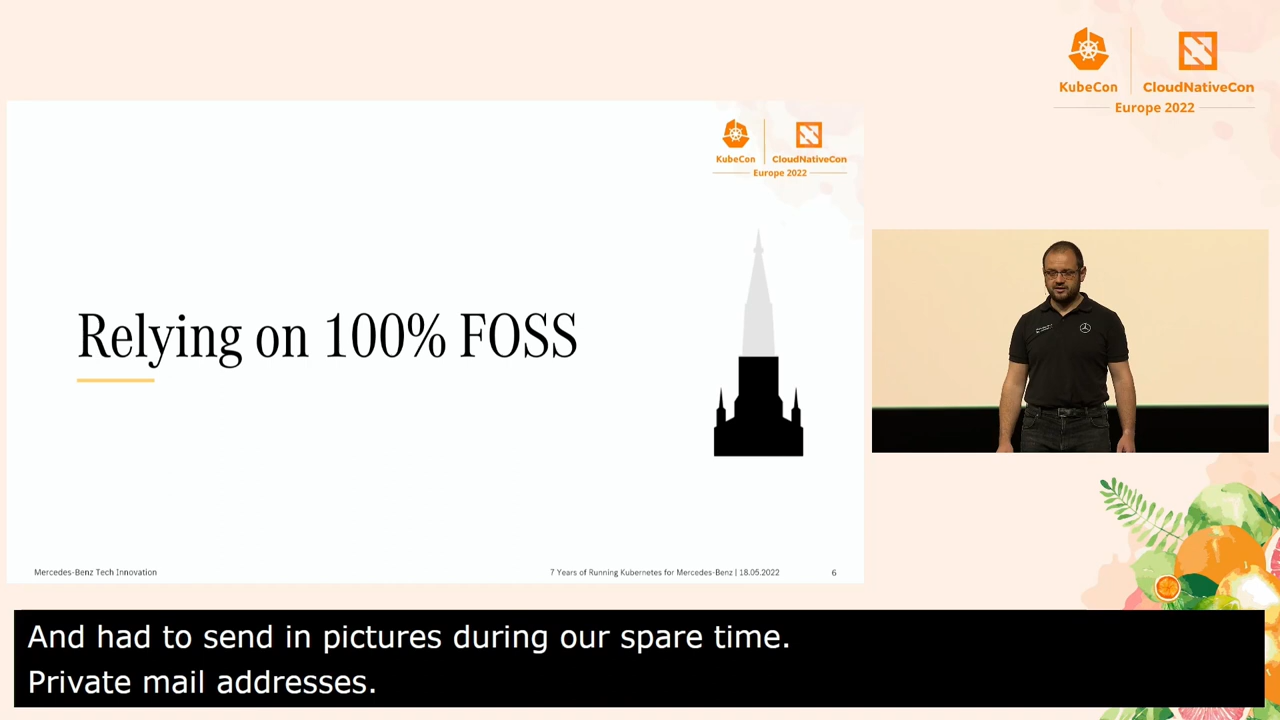 KubeCon
CloudNativeCon
Europe 2022
KubeCon
CloudNativeCon
Europe 2022
Relying on 100% FOSS
Mercedes-Benz Tech Innovation
7 Years of Running Kubernetes for Mercedes-Benz | 18.05.2022
6
And had to send in pictures during our spare time.
Private mail addresses.